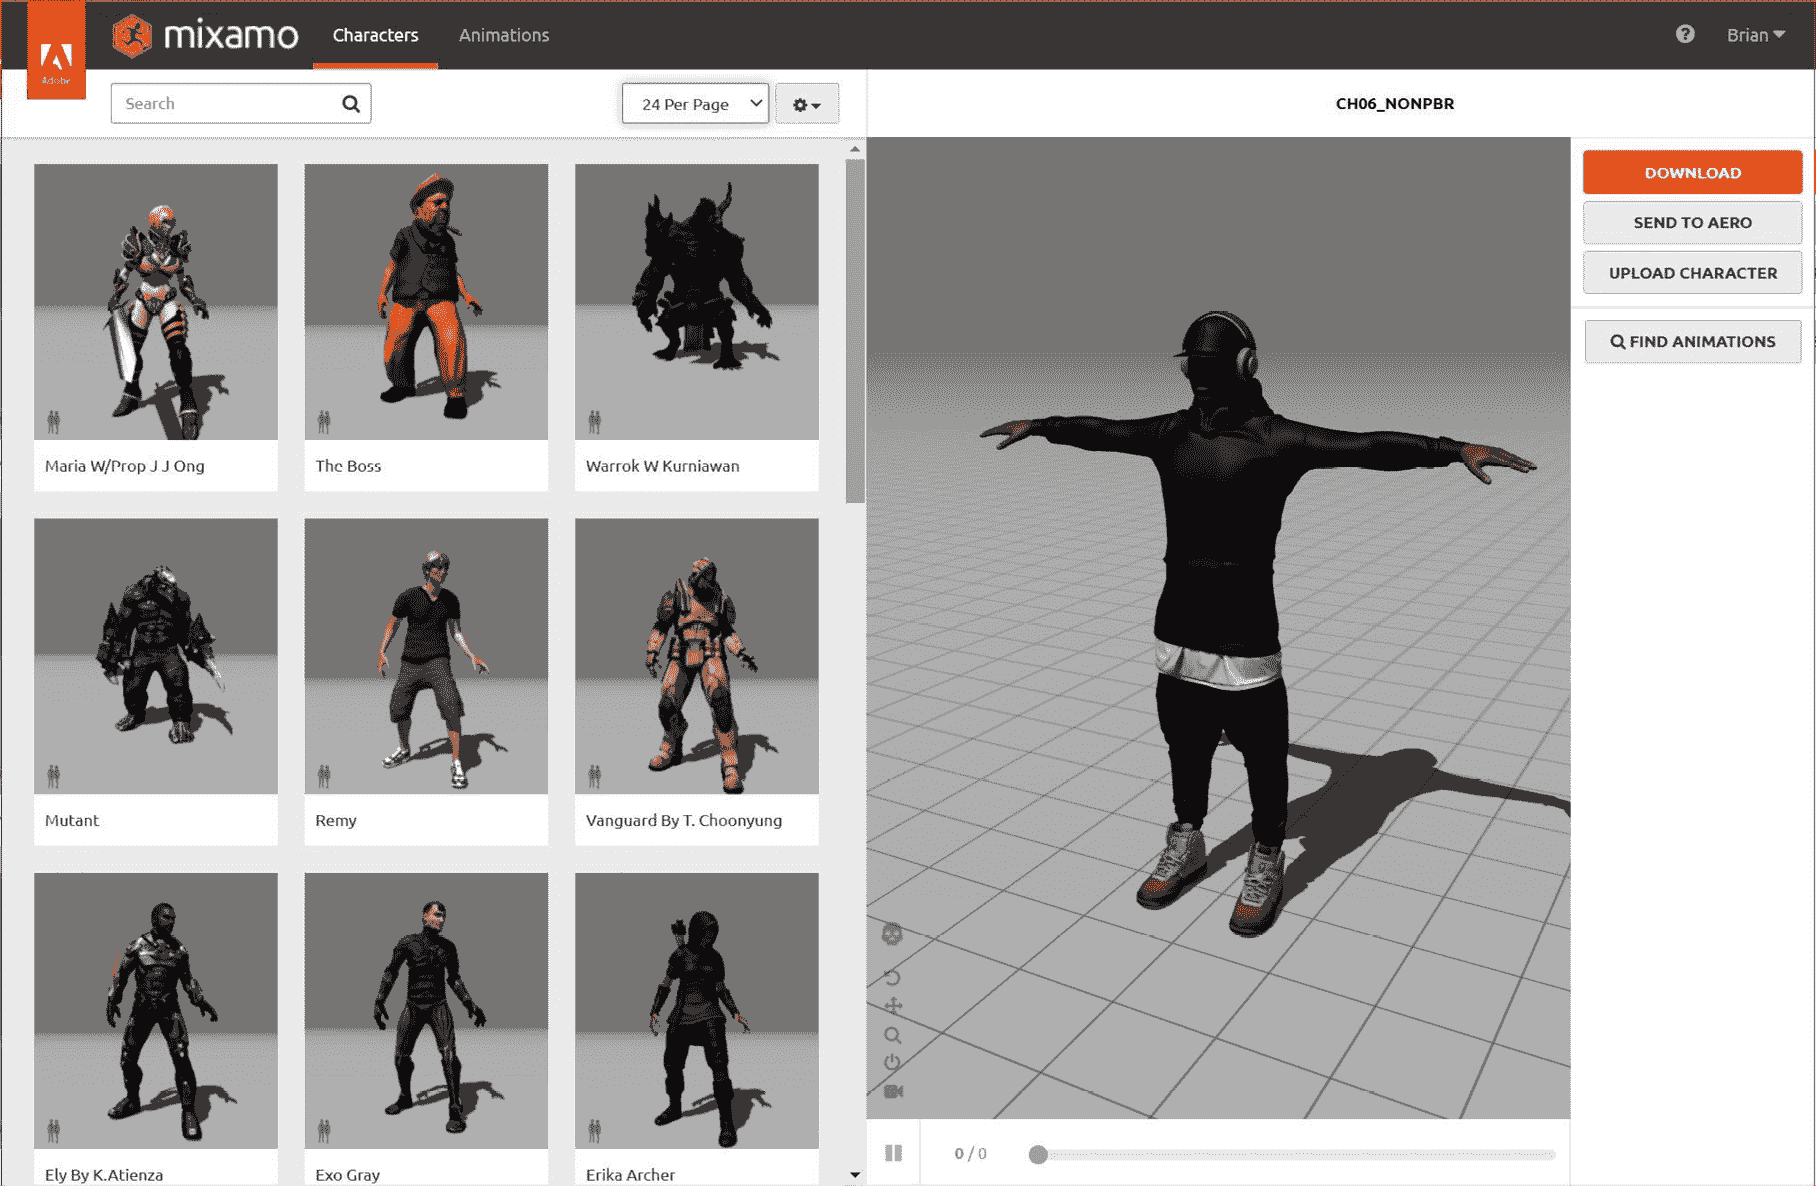 Adobe
mixamo
Characters
Animations
Brian
Search
24 Per Page
CH06_NONPBR
DOWNLOAD
SEND TO AERO
UPLOAD CHARACTER
FIND ANIMATIONS
Maria W/Prop J J Ong
The Boss
Warrok W Kurniawan
Mutant
Remy
Vanguard By T. Choonyung
Ely By K.Atienza
Exo Gray
Erika Archer
0 / 0